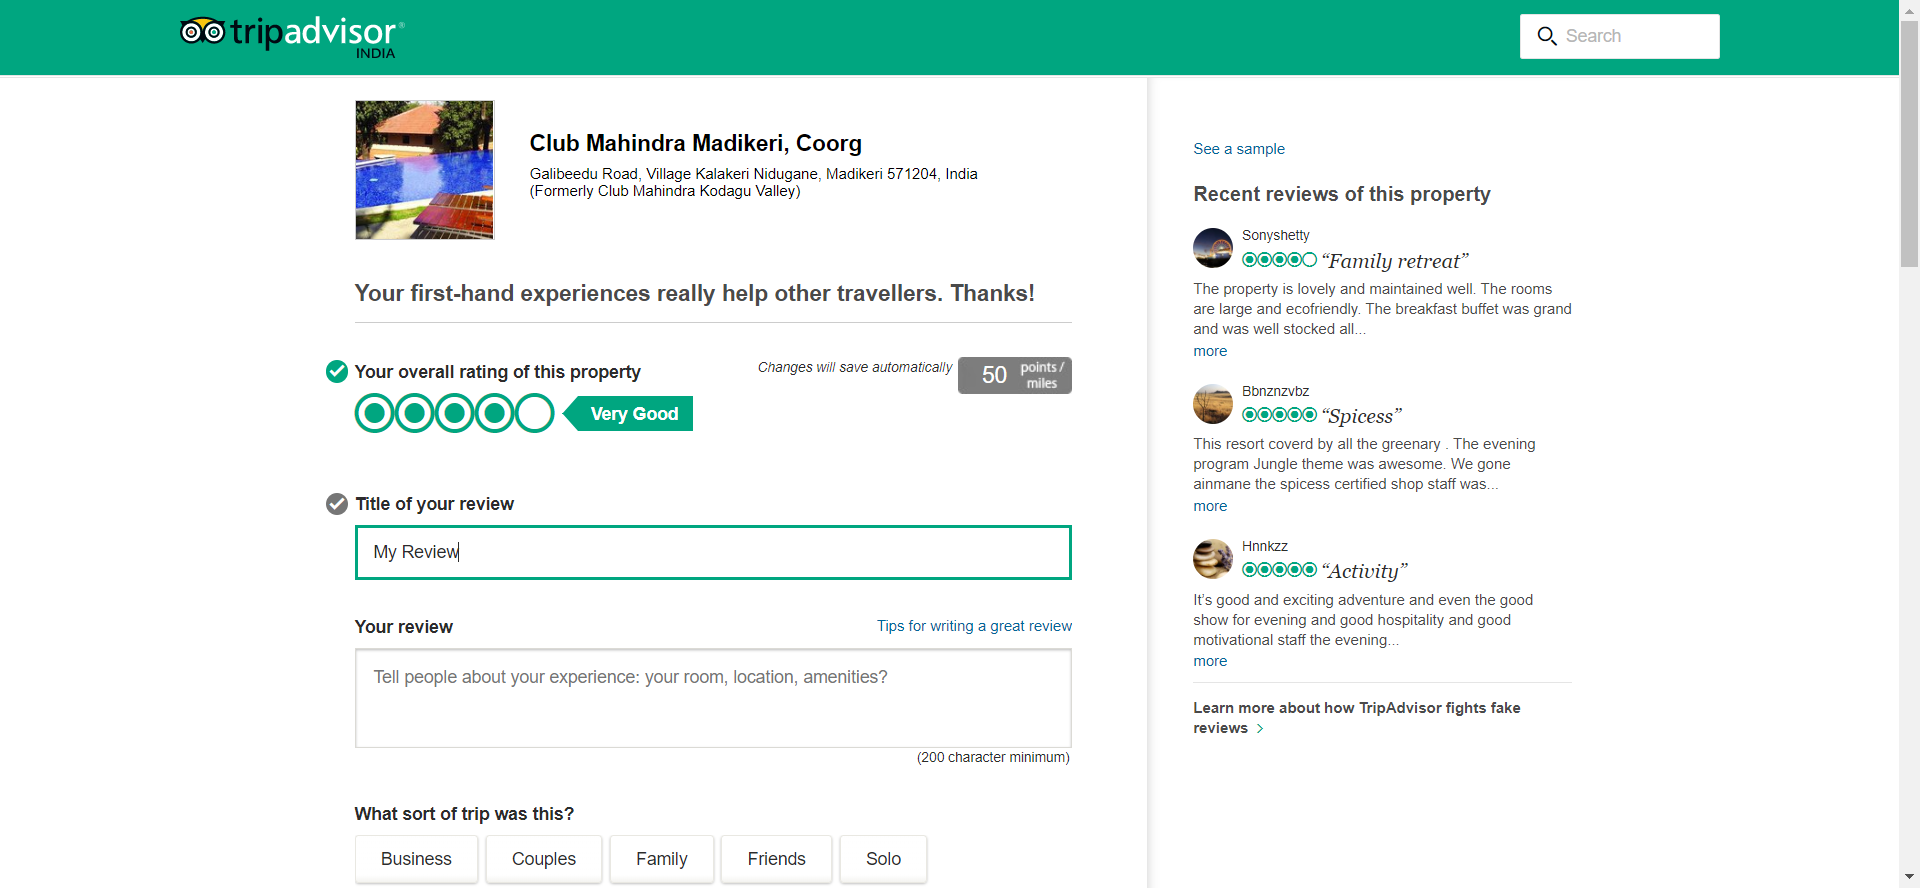 tripadvisor®
INDIA
Search
Club Mahindra Madikeri, Coorg
Galibeedu Road, Village Kalakeri Nidugane, Madikeri 571204, India
(Formerly Club Mahindra Kodagu Valley)
Your first-hand experiences really help other travellers. Thanks!
Your overall rating of this property
Changes will save automatically
50 points / miles
Very Good
Title of your review
My Review
Your review
Tips for writing a great review
Tell people about your experience: your room, location, amenities?
(200 character minimum)
What sort of trip was this?
Business
Couples
Family
Friends
Solo
See a sample
Recent reviews of this property
Sonyshetty
“Family retreat”
The property is lovely and maintained well. The rooms
are large and ecofriendly. The breakfast buffet was grand
and was well stocked all...
more
Bbnznzvbz
“Spicess”
This resort coverd by all the greenary . The evening
program Jungle theme was awesome. We gone
ainmane the spicess certified shop staff was...
more
Hnnkzz
“Activity”
It’s good and exciting adventure and even the good
show for evening and good hospitality and good
motivational staff the evening...
more
Learn more about how TripAdvisor fights fake
reviews